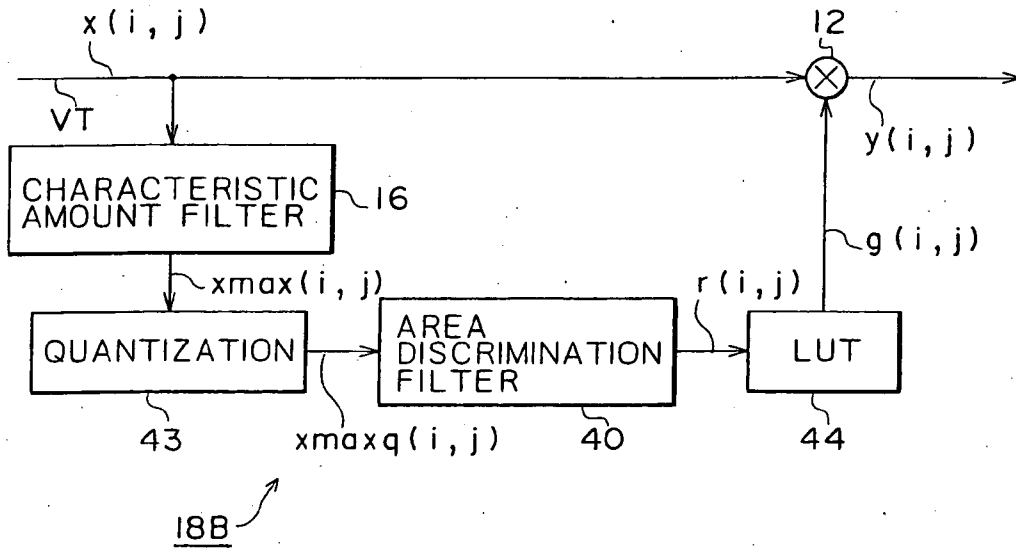 x(i,j)
12
VT
y(i,j)
CHARACTERISTIC
AMOUNT FILTER
16
g(i,j)
xmax(i,j)
r(i,j)
QUANTIZATION
AREA
DISCRIMINATION
FILTER
LUT
43
xmaxq(i,j)
40
44
18B